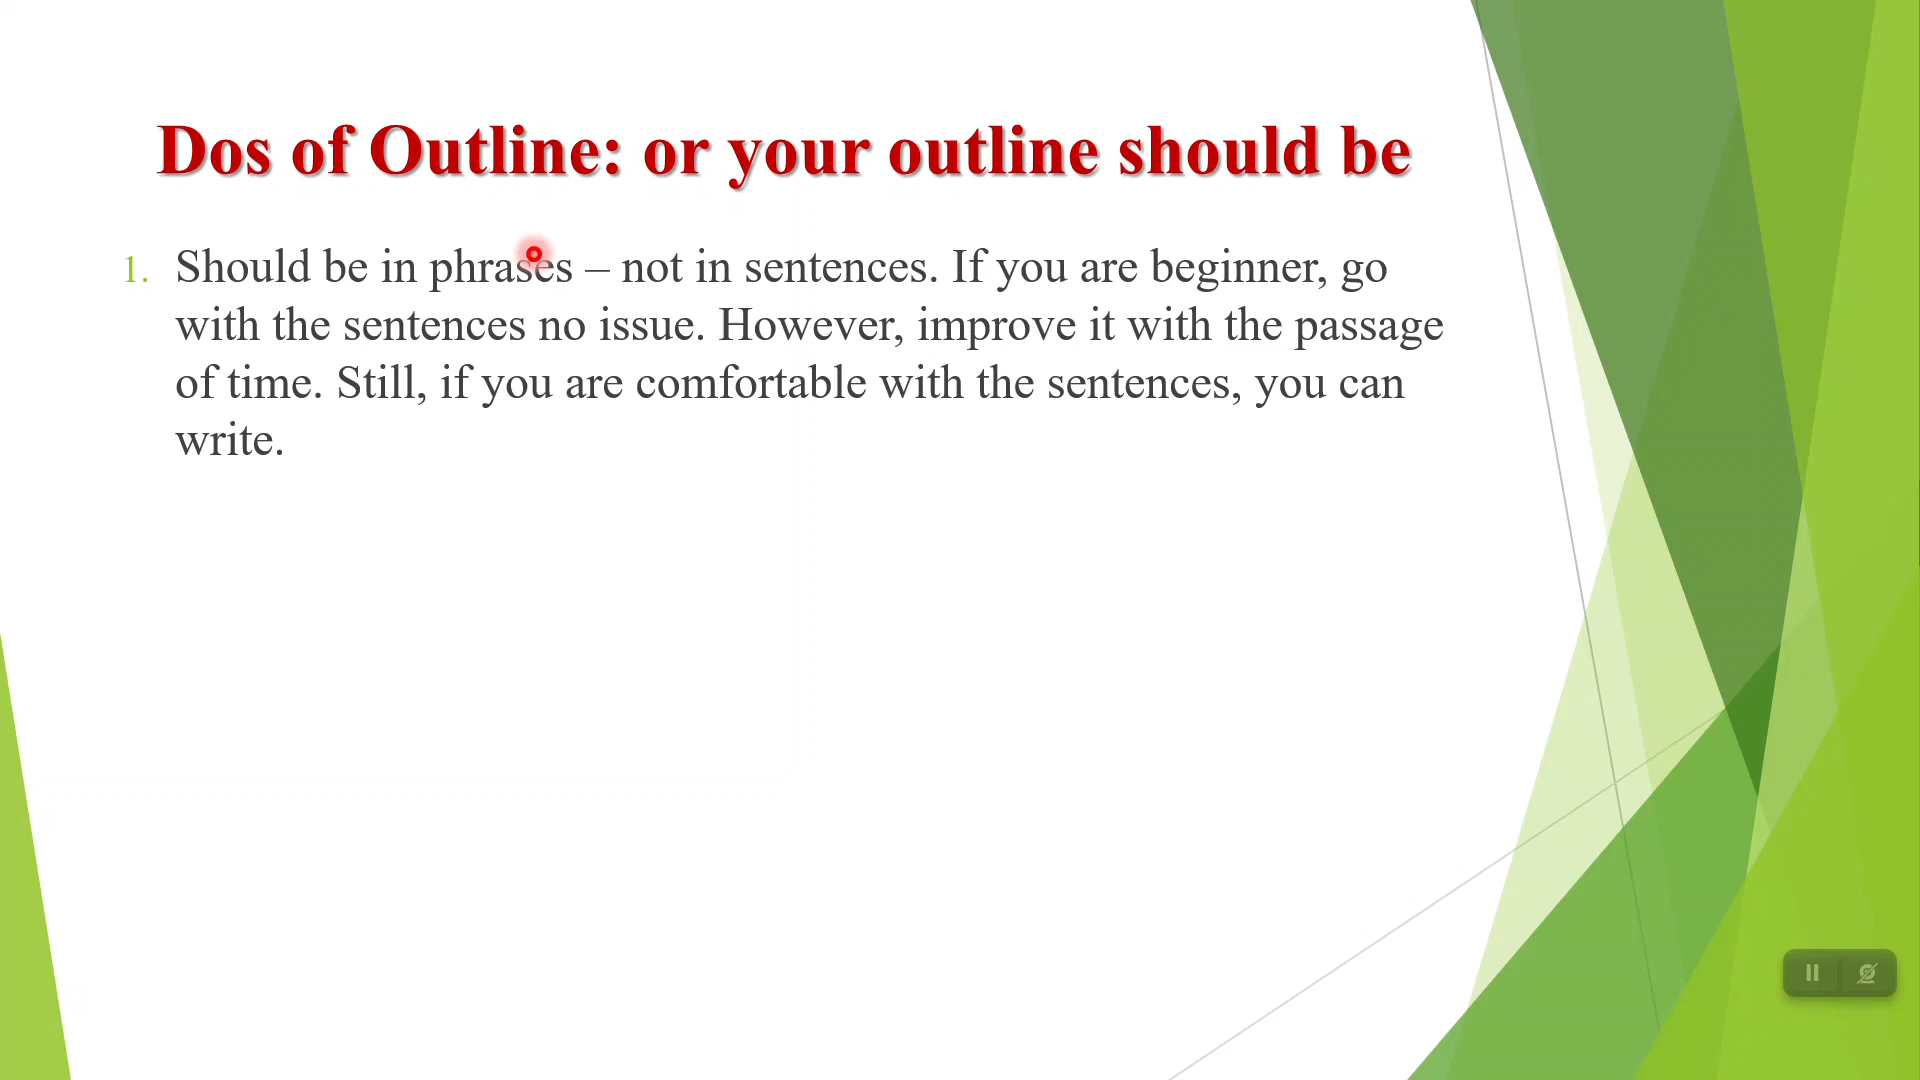 Dos of Outline: or your outline should be
1. Should be in phrases – not in sentences. If you are beginner, go
with the sentences no issue. However, improve it with the passage
of time. Still, if you are comfortable with the sentences, you can
write.